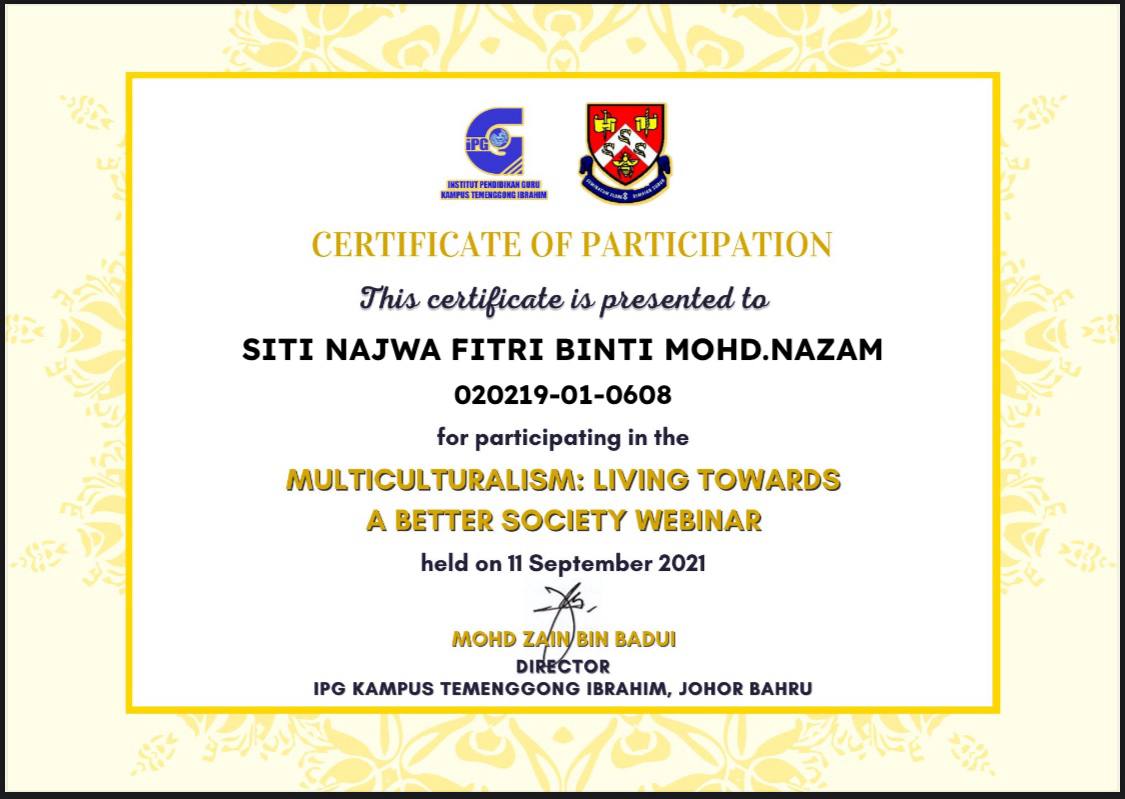 iPG
INSTITUT PENDIDIKAN GURU
KAMPUS TEMENGGONG IBRAHIM
S
S S
CERTIFICATE OF PARTICIPATION
This certificate is presented to
SITI NAJWA FITRI BINTI MOHD.NAZAM
020219-01-0608
for participating in the
MULTICULTURALISM: LIVING TOWARDS
A BETTER SOCIETY WEBINAR
held on 11 September 2021
MOHD ZAIN BIN BADUI
DIRECTOR
IPG KAMPUS TEMENGGONG IBRAHIM, JOHOR BAHRU